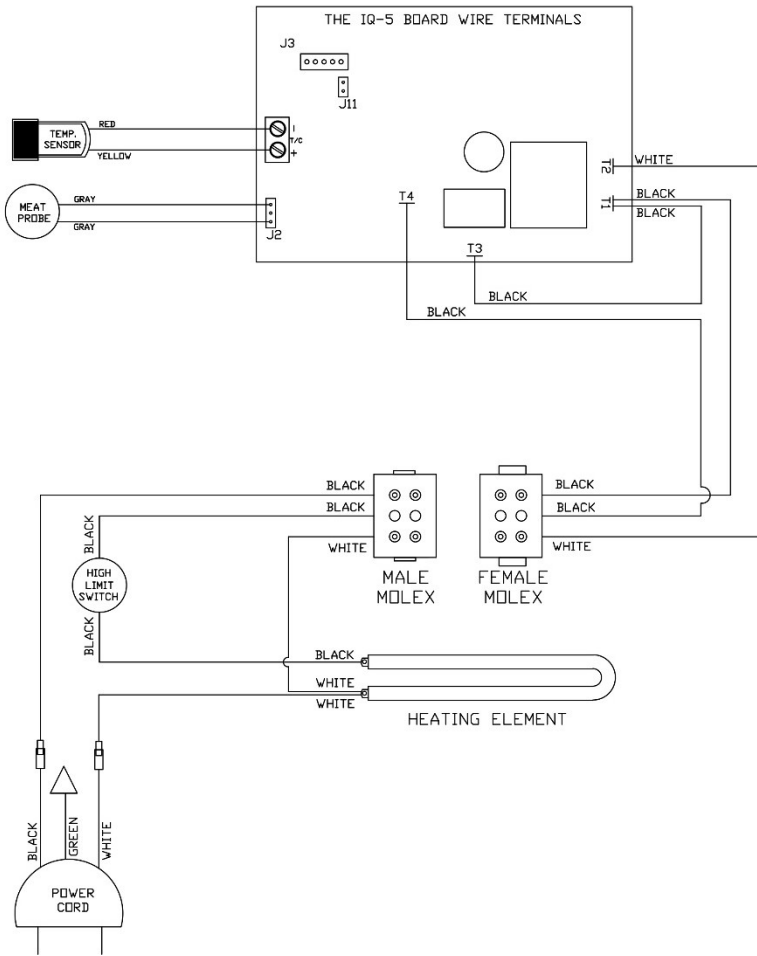 THE IQ-5 BOARD WIRE TERMINALS
J3
J11
RED
TEMP.
SENSOR
YELLOW
-
T/C
+
GRAY
MEAT
PROBE
GRAY
J2
T4
T3
T2
WHITE
T1
BLACK
BLACK
BLACK
BLACK
BLACK
BLACK
WHITE
MALE
MOLEX
BLACK
BLACK
WHITE
FEMALE
MOLEX
BLACK
HIGH
LIMIT
SWITCH
BLACK
BLACK
WHITE
WHITE
HEATING ELEMENT
BLACK
GREEN
WHITE
POWER
CORD